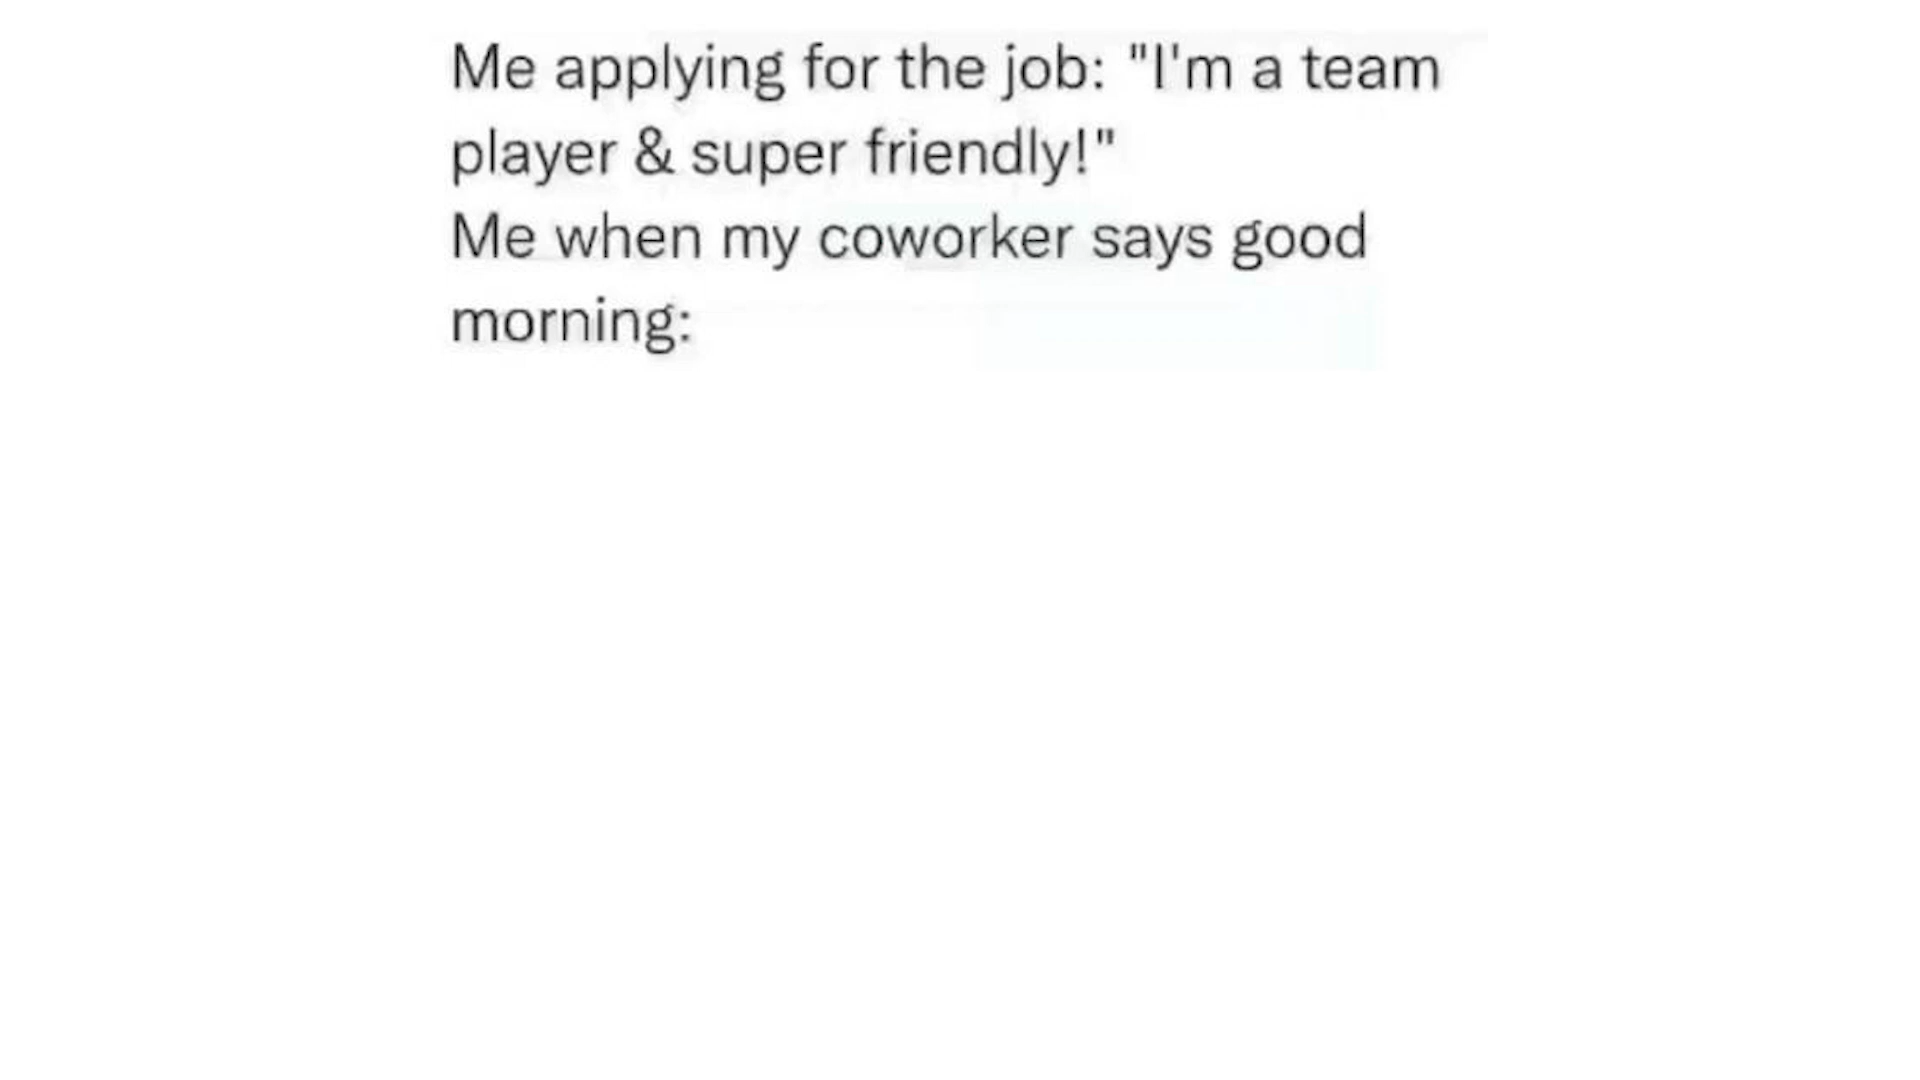 Me applying for the job: "I'm a team
player & super friendly!"
Me when my coworker says good
morning: